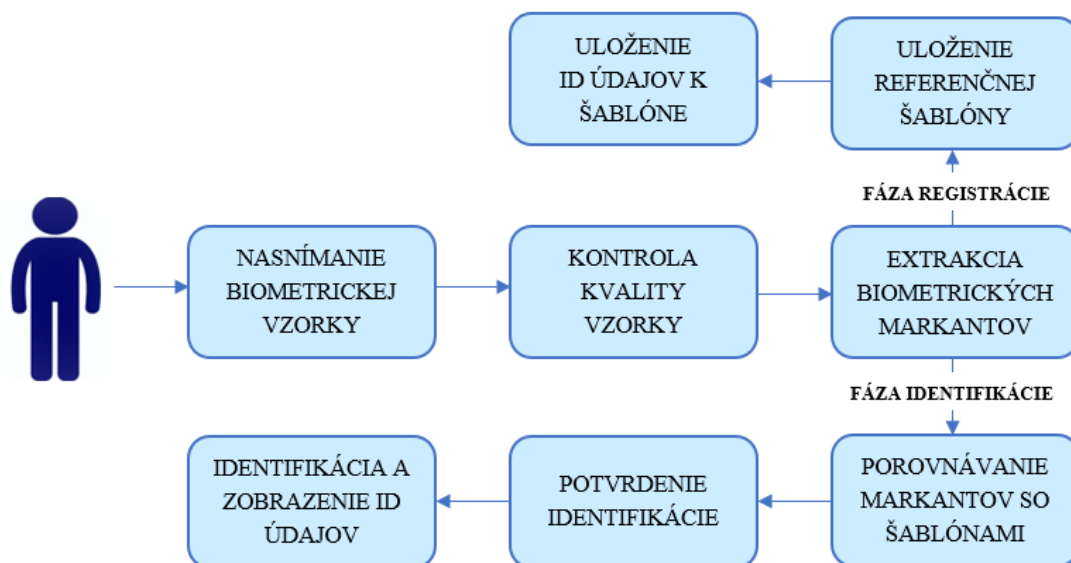 ULOŽENIE
ID ÚDAJOV K
ŠABLÓNE
ULOŽENIE
REFERENČNEJ
ŠABLÓNY
FÁZA REGISTRÁCIE
NASNÍMANIE
BIOMETRICKEJ
VZORKY
KONTROLA
KVALITY
VZORKY
EXTRAKCIA
BIOMETRICKÝCH
MARKANTOV
FÁZA IDENTIFIKÁCIE
IDENTIFIKÁCIA A
ZOBRAZENIE ID
ÚDAJOV
POTVRDENIE
IDENTIFIKÁCIE
POROVNÁVANIE
MARKANTOV SO
ŠABLÓNAMI